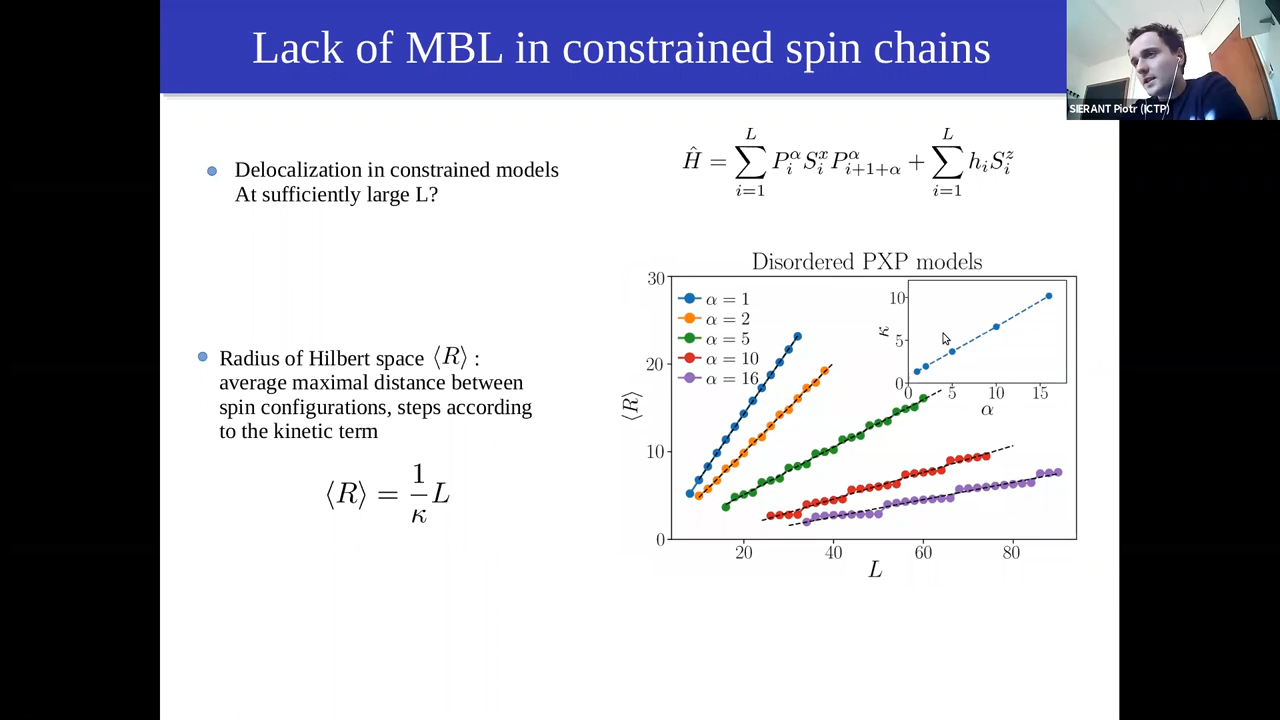 Lack of MBL in constrained spin chains
SIERANT Piotr (ICTP)
Delocalization in constrained models
At sufficiently large L?
Ĥ = ∑_{i=1}^{L} P_i^α S_i^x P_{i+1+α}^α + ∑_{i=1}^{L} h_i S_i^z
Radius of Hilbert space ⟨R⟩ :
average maximal distance between
spin configurations, steps according
to the kinetic term
⟨R⟩ = 1/κ L
Disordered PXP models
30
20
10
0
⟨R⟩
α = 1
α = 2
α = 5
α = 10
α = 16
10
5
0
κ
0 5 10 15
α
20 40 60 80
L